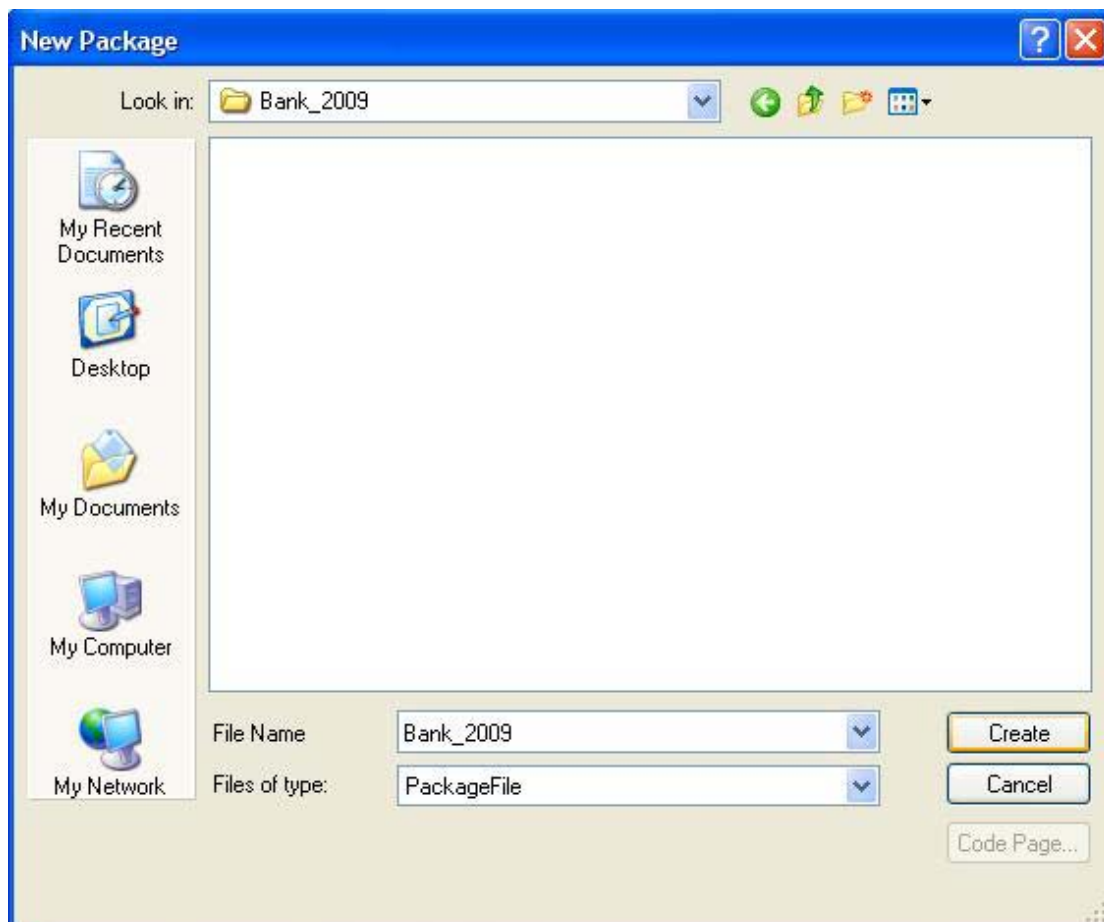 New Package
Look in: Bank_2009
My Recent
Documents
Desktop
My Documents
My Computer
My Network
File Name Bank_2009 Create
Files of type: PackageFile Cancel
Code Page...